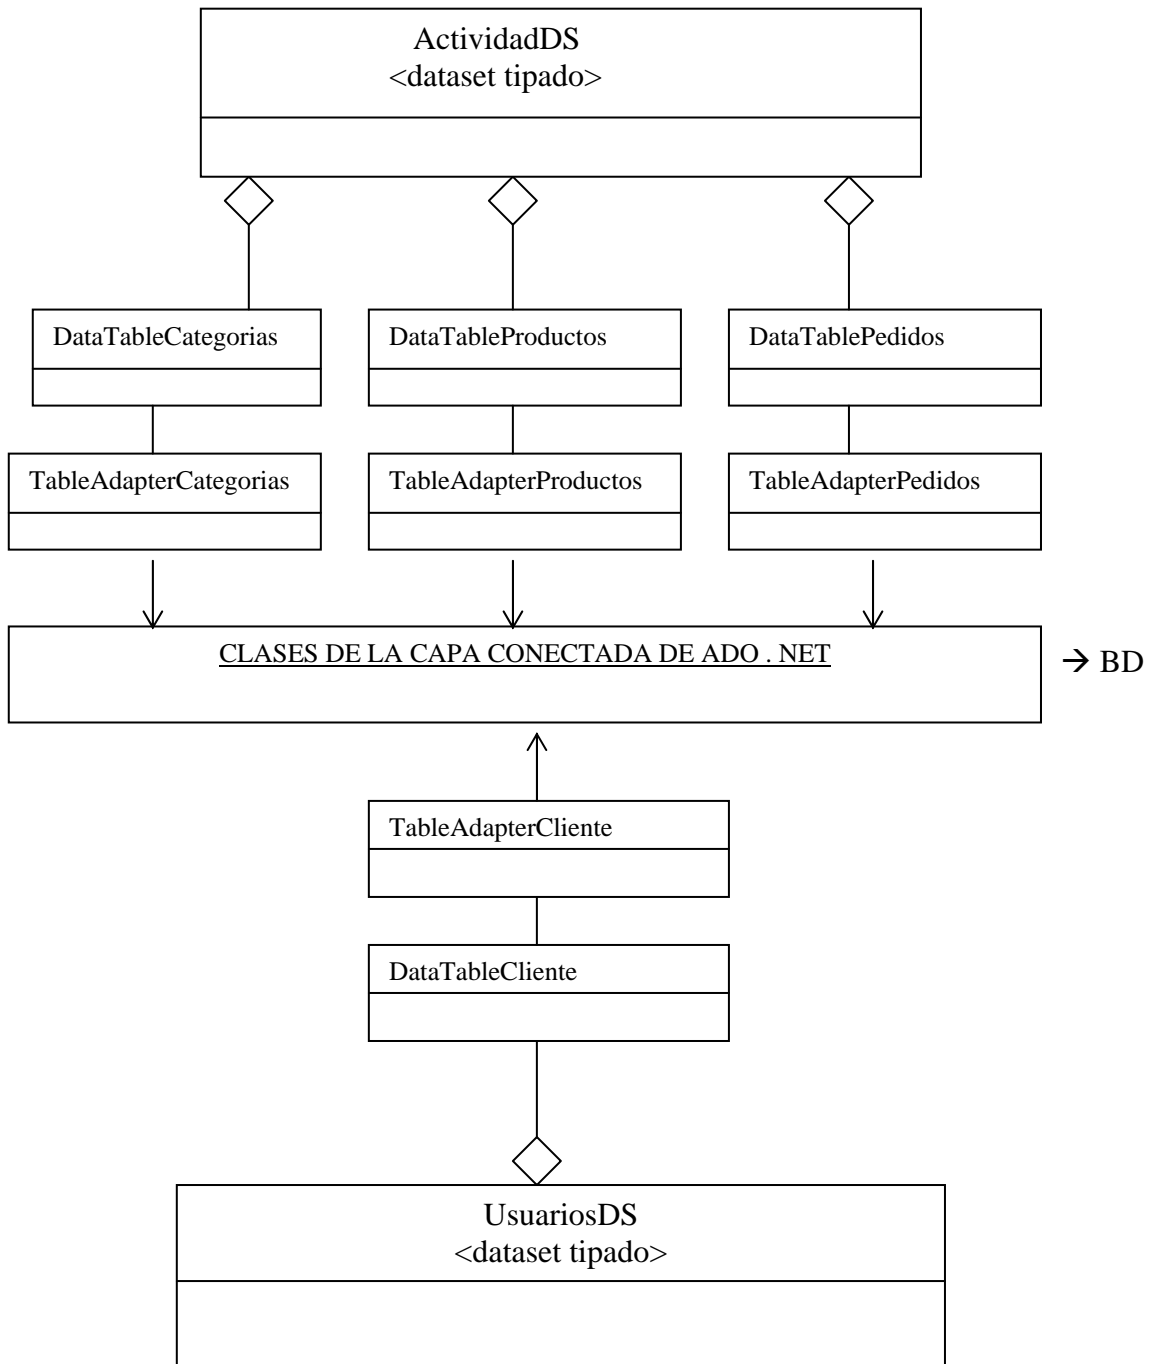 ActividadDS
<dataset tipado>
DataTableCategorias
DataTableProductos
DataTablePedidos
TableAdapterCategorias
TableAdapterProductos
TableAdapterPedidos
CLASES DE LA CAPA CONECTADA DE ADO . NET
→ BD
TableAdapterCliente
DataTableCliente
UsuariosDS
<dataset tipado>